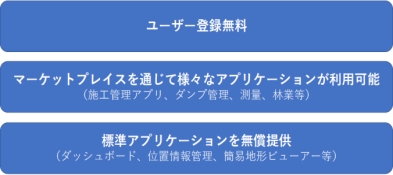 ユーザー登録無料
マーケットプレイスを通じて様々なアプリケーションが利用可能
（施工管理アプリ、ダンプ管理、測量、林業等）
標準アプリケーションを無償提供
（ダッシュボード、位置情報管理、簡易地形ビューアー等）